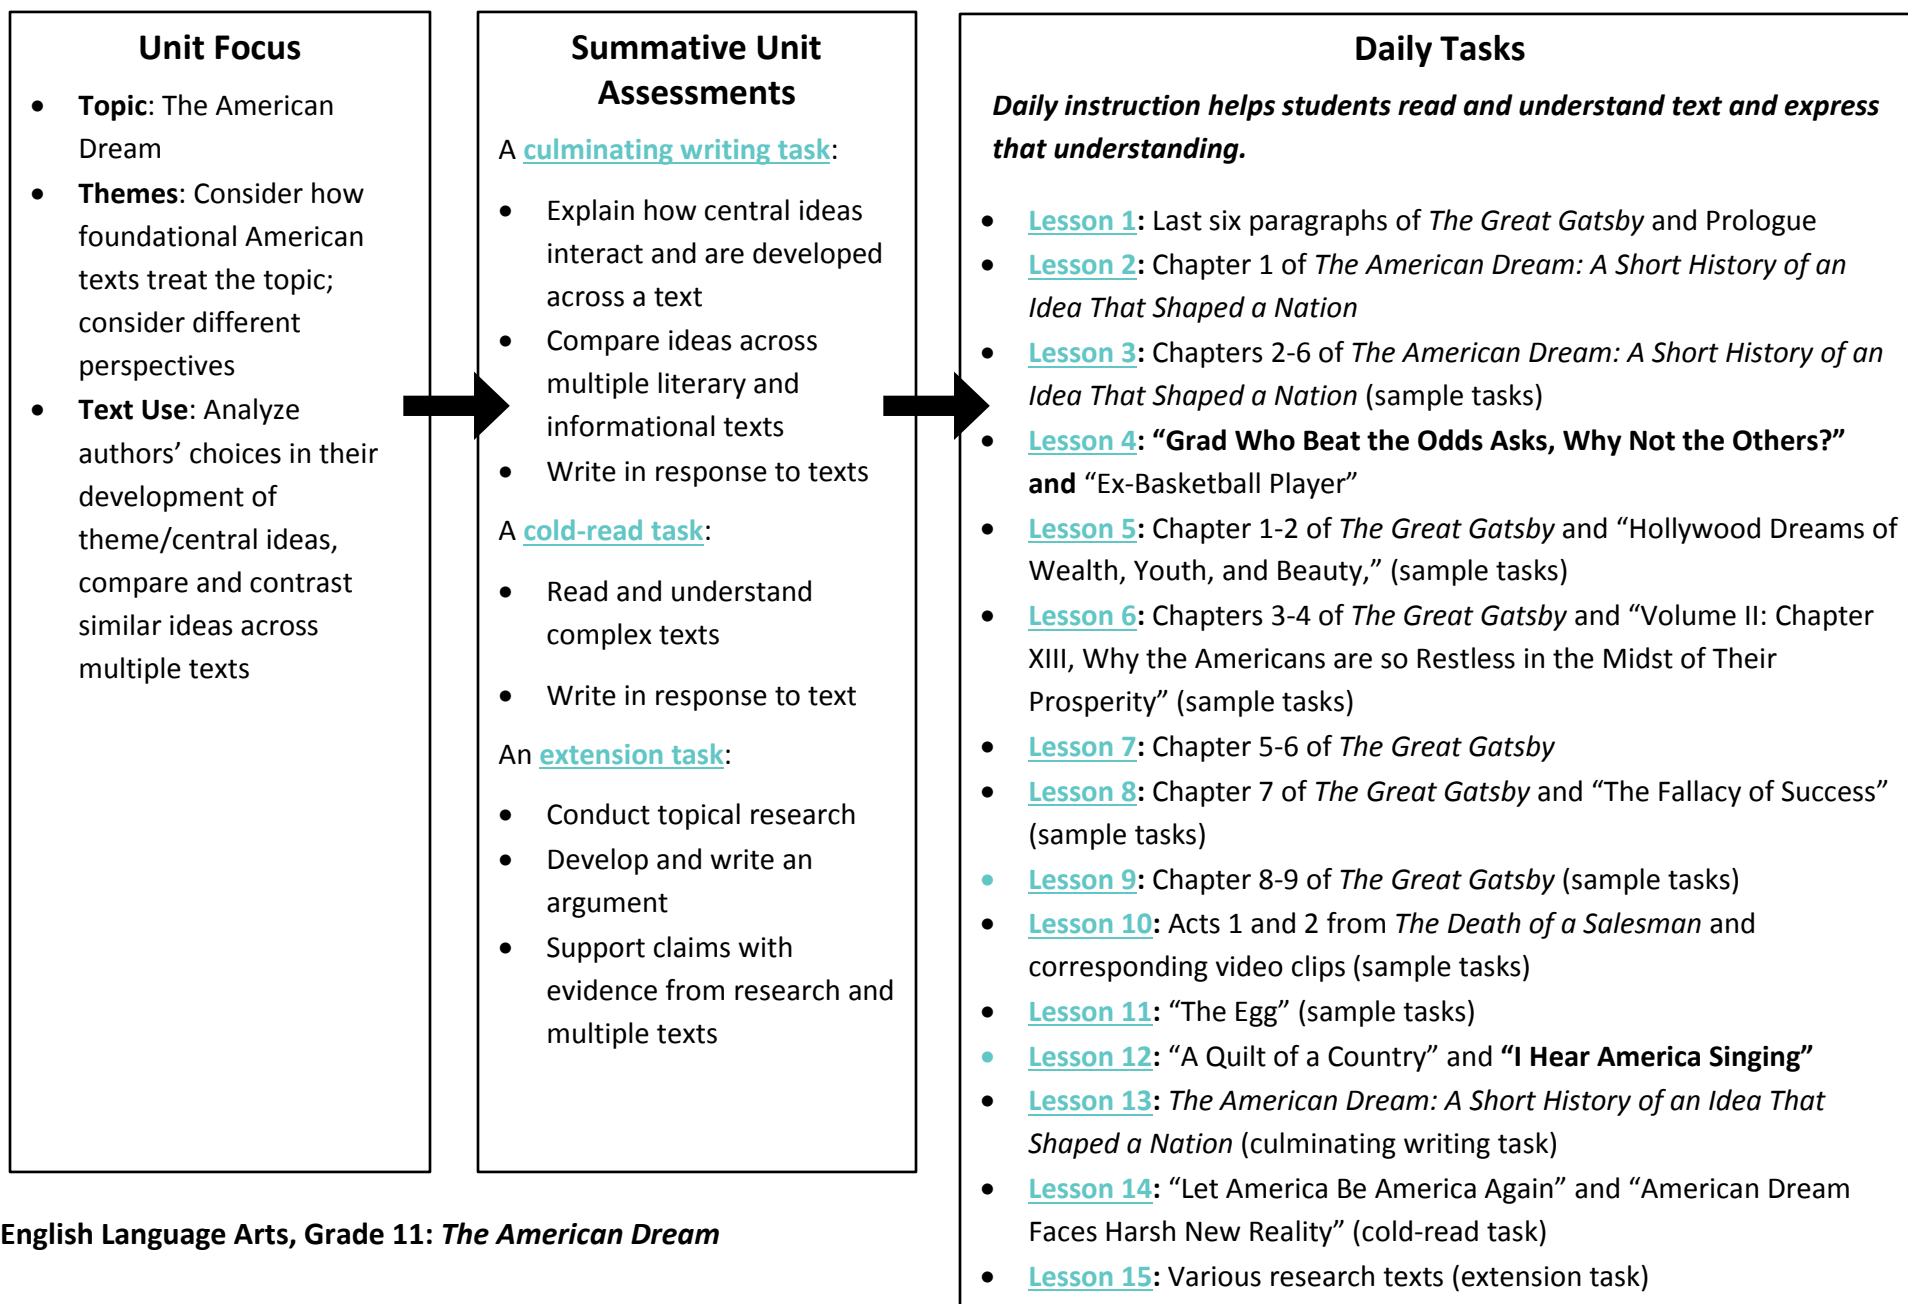 Unit Focus
• Topic: The American
Dream
• Themes: Consider how
foundational American
texts treat the topic;
consider different
perspectives
• Text Use: Analyze
authors’ choices in their
development of
theme/central ideas,
compare and contrast
similar ideas across
multiple texts
Summative Unit
Assessments
A culminating writing task:
• Explain how central ideas
interact and are developed
across a text
• Compare ideas across
multiple literary and
informational texts
• Write in response to texts
A cold-read task:
• Read and understand
complex texts
• Write in response to text
An extension task:
• Conduct topical research
• Develop and write an
argument
• Support claims with
evidence from research and
multiple texts
Daily Tasks
Daily instruction helps students read and understand text and express
that understanding.
• Lesson 1: Last six paragraphs of The Great Gatsby and Prologue
• Lesson 2: Chapter 1 of The American Dream: A Short History of an
Idea That Shaped a Nation
• Lesson 3: Chapters 2-6 of The American Dream: A Short History of an
Idea That Shaped a Nation (sample tasks)
• Lesson 4: “Grad Who Beat the Odds Asks, Why Not the Others?”
and “Ex-Basketball Player”
• Lesson 5: Chapter 1-2 of The Great Gatsby and “Hollywood Dreams of
Wealth, Youth, and Beauty,” (sample tasks)
• Lesson 6: Chapters 3-4 of The Great Gatsby and “Volume II: Chapter
XIII, Why the Americans are so Restless in the Midst of Their
Prosperity” (sample tasks)
• Lesson 7: Chapter 5-6 of The Great Gatsby
• Lesson 8: Chapter 7 of The Great Gatsby and “The Fallacy of Success”
(sample tasks)
• Lesson 9: Chapter 8-9 of The Great Gatsby (sample tasks)
• Lesson 10: Acts 1 and 2 from The Death of a Salesman and
corresponding video clips (sample tasks)
• Lesson 11: “The Egg” (sample tasks)
• Lesson 12: “A Quilt of a Country” and “I Hear America Singing”
• Lesson 13: The American Dream: A Short History of an Idea That
Shaped a Nation (culminating writing task)
• Lesson 14: “Let America Be America Again” and “American Dream
Faces Harsh New Reality” (cold-read task)
• Lesson 15: Various research texts (extension task)
English Language Arts, Grade 11: The American Dream